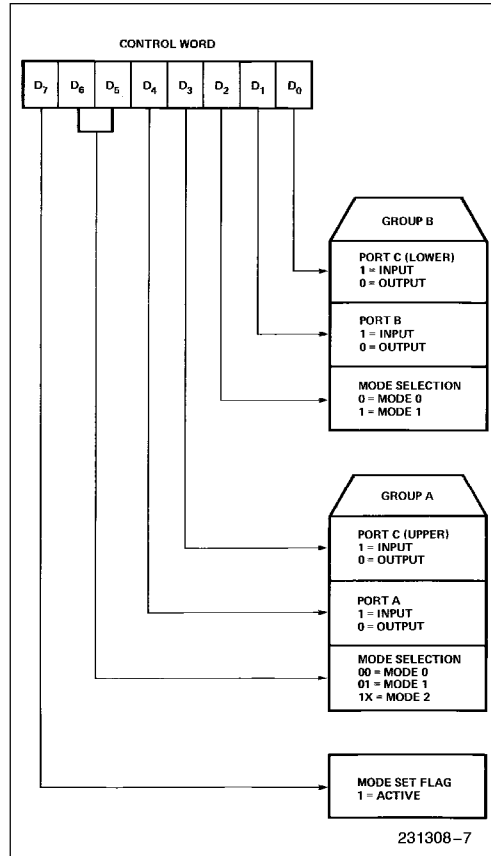 CONTROL WORD
D7 D6 D5 D4 D3 D2 D1 D0
GROUP B
PORT C (LOWER)
1 = INPUT
0 = OUTPUT
PORT B
1 = INPUT
0 = OUTPUT
MODE SELECTION
0 = MODE 0
1 = MODE 1
GROUP A
PORT C (UPPER)
1 = INPUT
0 = OUTPUT
PORT A
1 = INPUT
0 = OUTPUT
MODE SELECTION
00 = MODE 0
01 = MODE 1
1X = MODE 2
MODE SET FLAG
1 = ACTIVE
231308–7